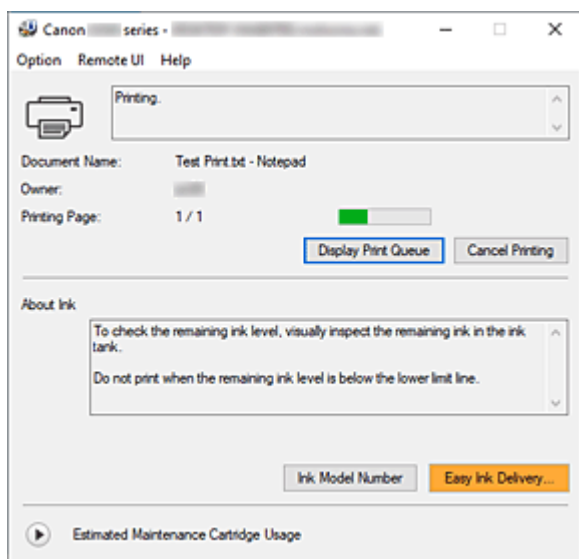 Canon series -
Option Remote UI Help
Printing.
Document Name: Test Print.txt - Notepad
Owner:
Printing Page: 1 / 1
Display Print Queue Cancel Printing
About Ink
To check the remaining ink level, visually inspect the remaining ink in the ink
tank.
Do not print when the remaining ink level is below the lower limit line.
Ink Model Number Easy Ink Delivery...
Estimated Maintenance Cartridge Usage